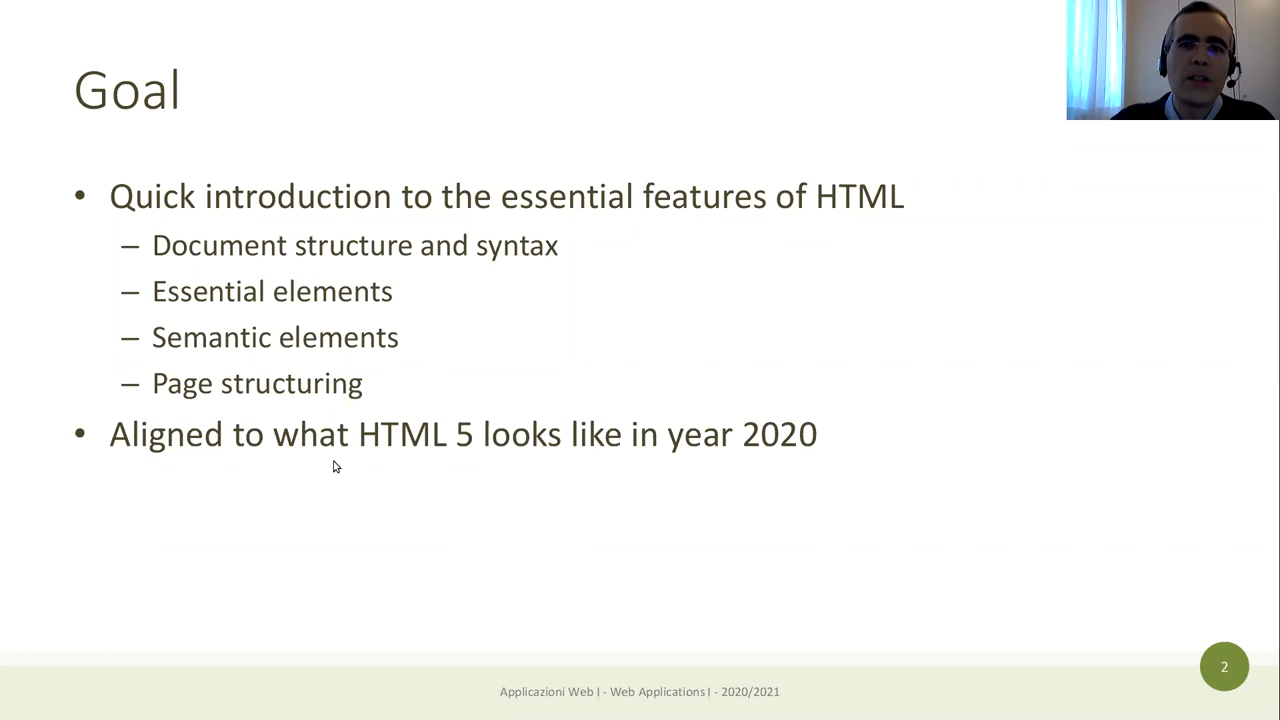 Goal
• Quick introduction to the essential features of HTML
– Document structure and syntax
– Essential elements
– Semantic elements
– Page structuring
• Aligned to what HTML 5 looks like in year 2020
2
Applicazioni Web I - Web Applications I - 2020/2021